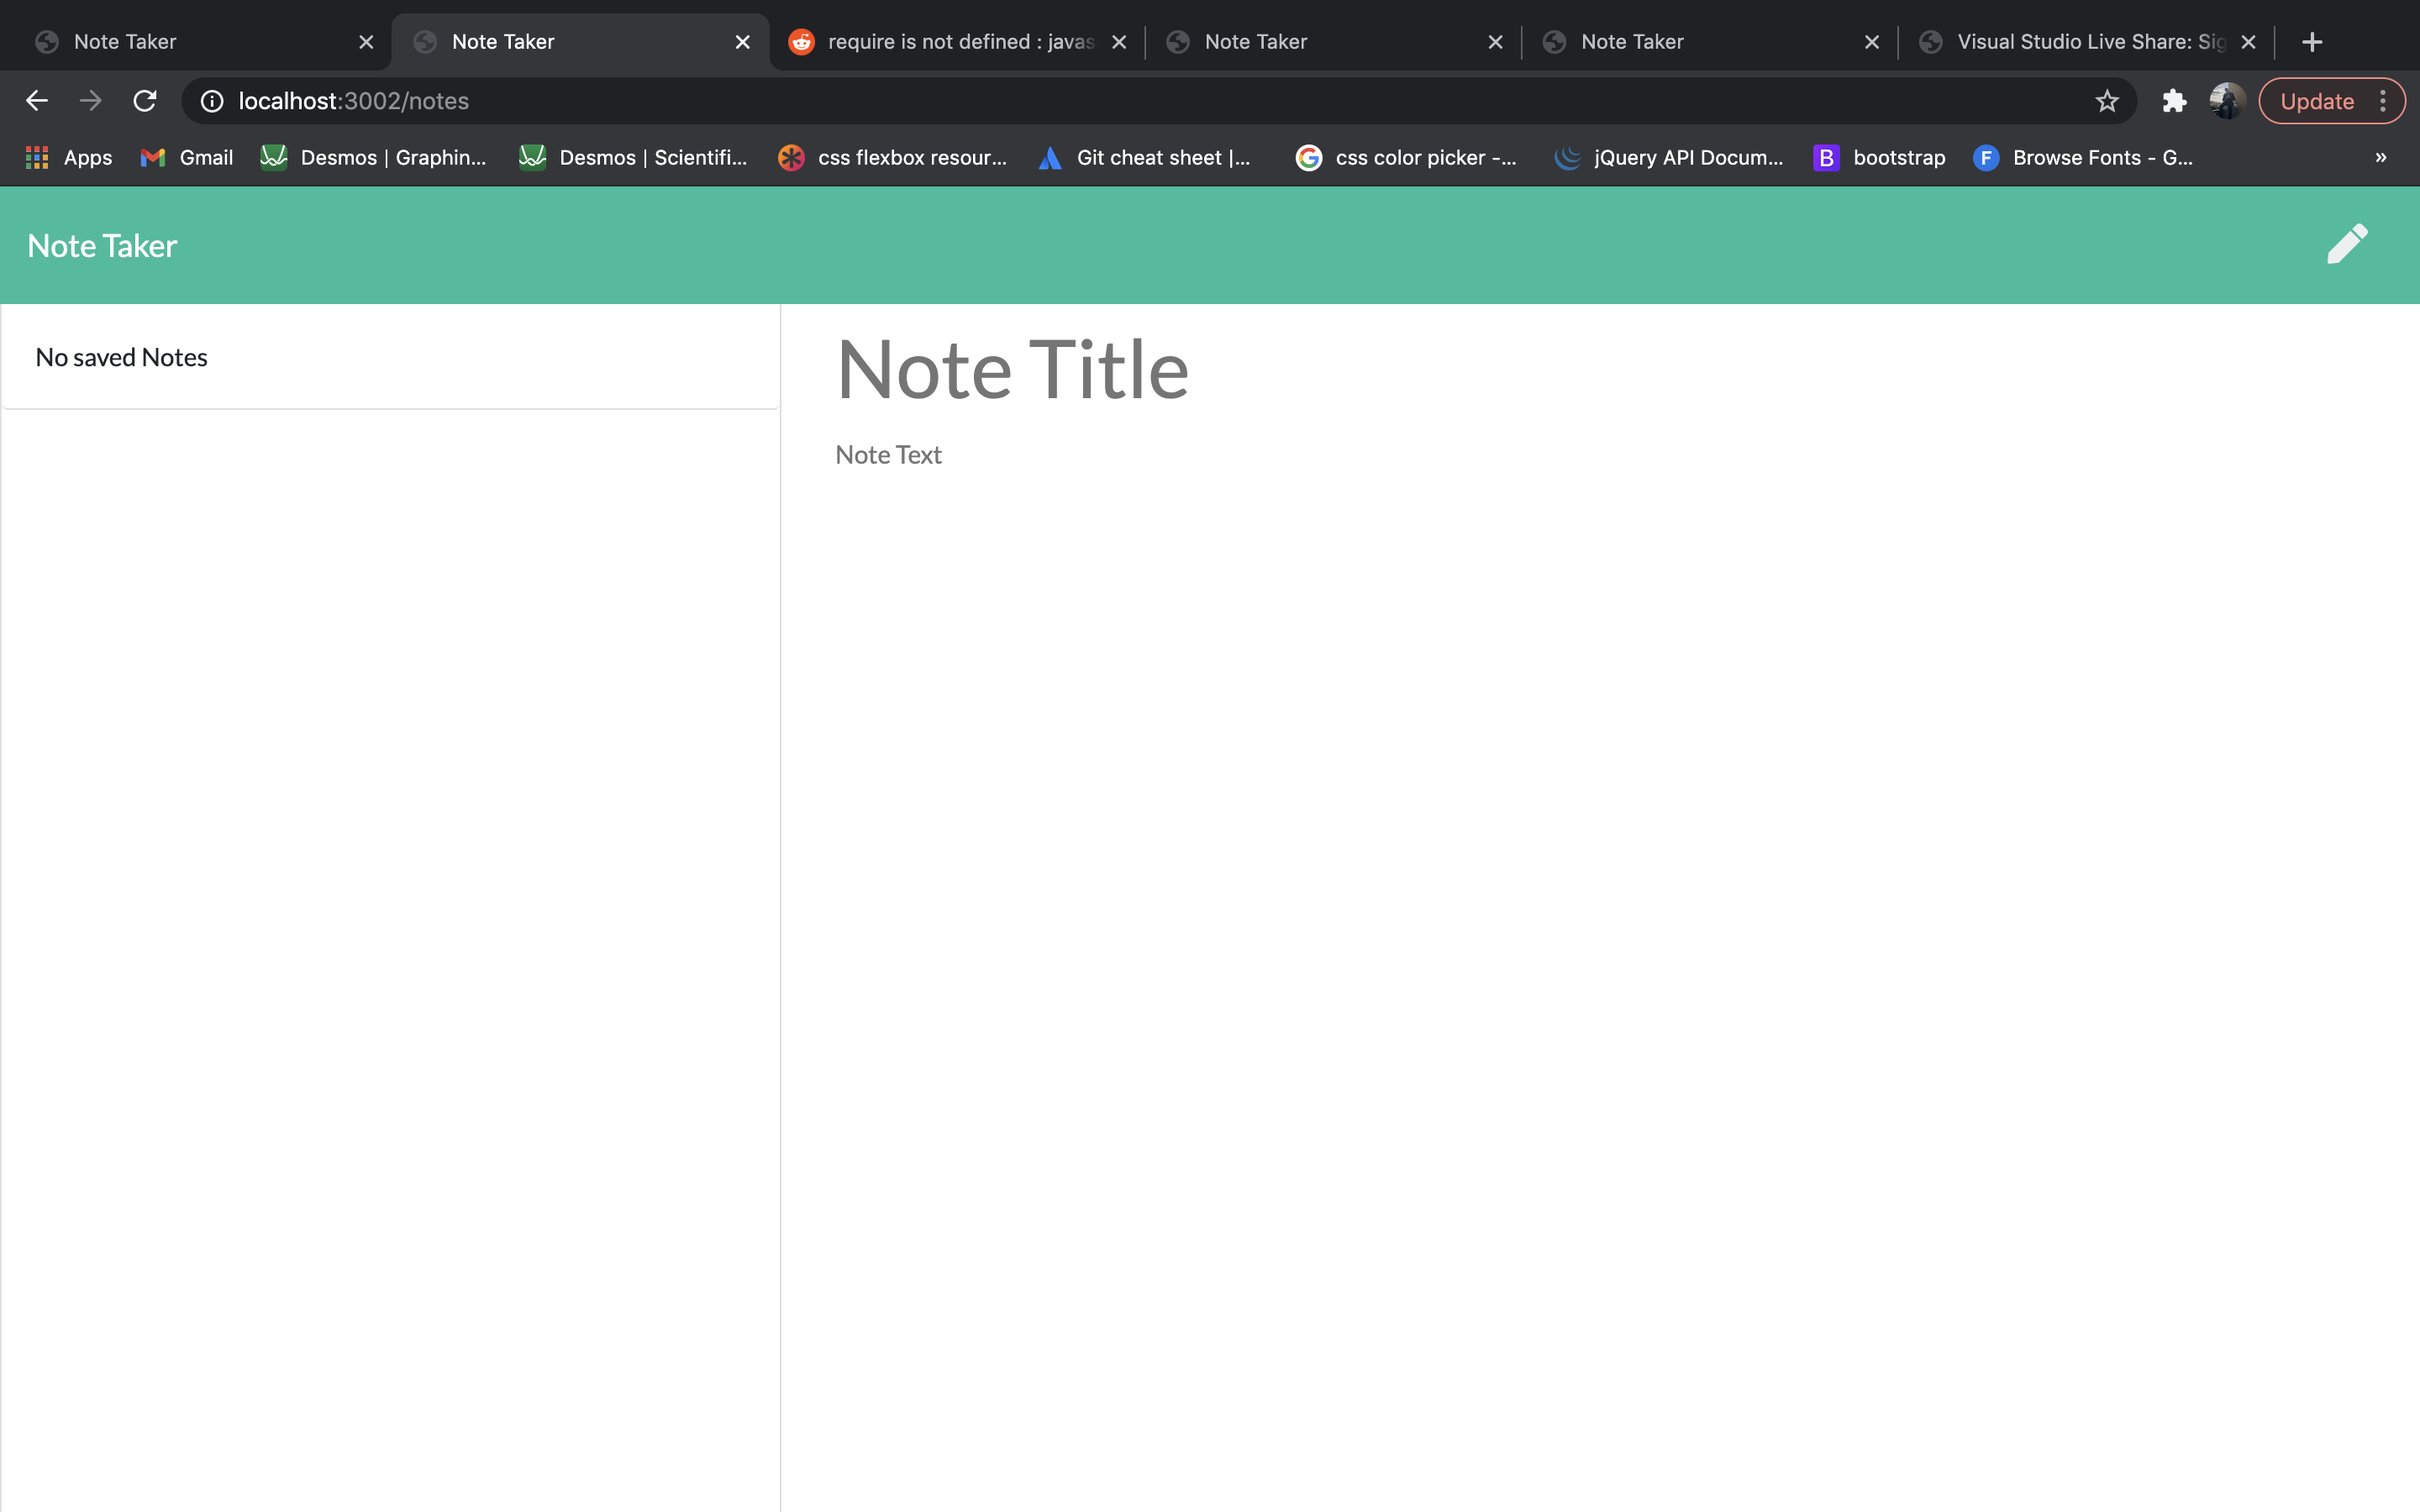 Note Taker
Note Taker
require is not defined : javas
Note Taker
Note Taker
Visual Studio Live Share: Sig
localhost:3002/notes
Update
Apps
Gmail
Desmos | Graphin...
Desmos | Scientifi...
css flexbox resour...
Git cheat sheet |...
css color picker -...
jQuery API Docum...
B bootstrap
F Browse Fonts - G...
»
Note Taker
No saved Notes
Note Title
Note Text